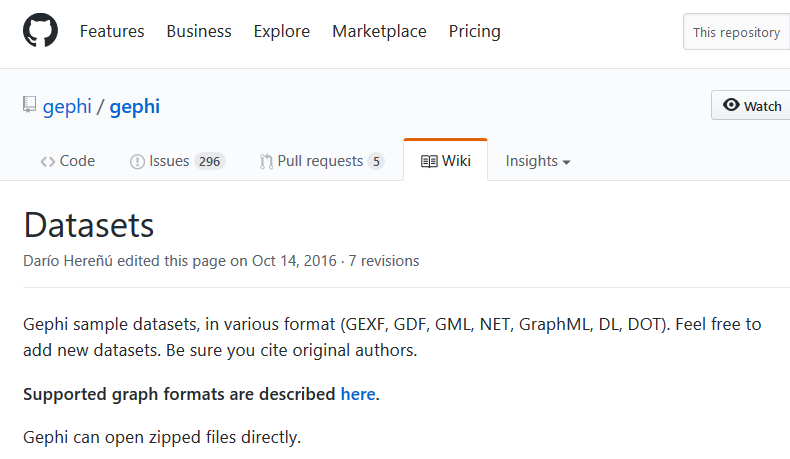 Features Business Explore Marketplace Pricing This repository
gephi / gephi Watch
Code Issues 296 Pull requests 5 Wiki Insights
Datasets
Darío Hereñú edited this page on Oct 14, 2016 · 7 revisions
Gephi sample datasets, in various format (GEXF, GDF, GML, NET, GraphML, DL, DOT). Feel free to
add new datasets. Be sure you cite original authors.
Supported graph formats are described here.
Gephi can open zipped files directly.